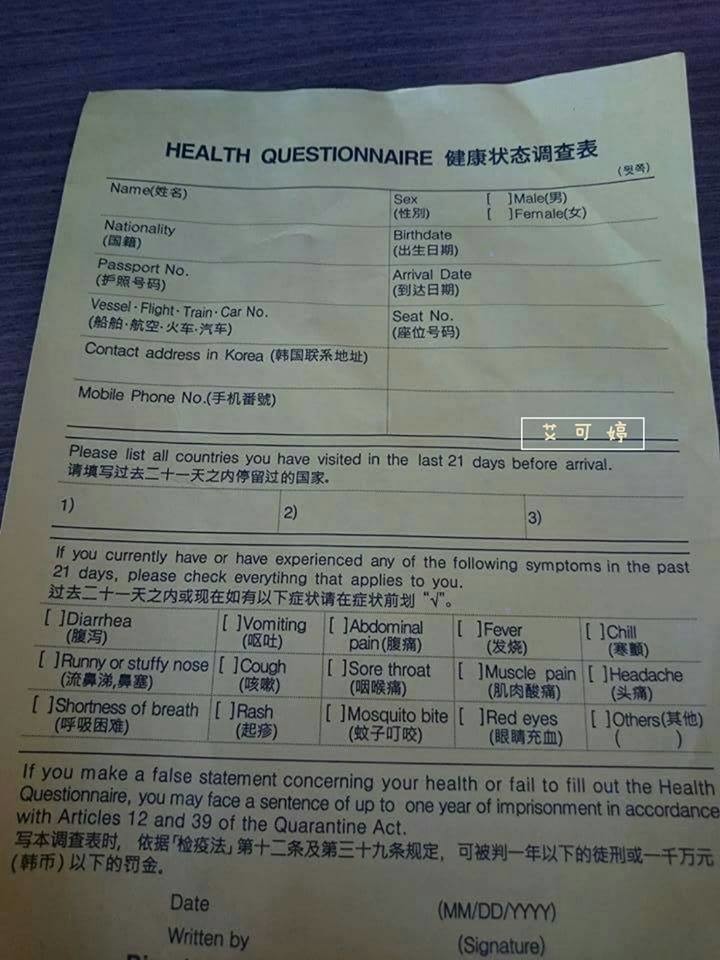 HEALTH QUESTIONNAIRE 健康状态调查表
(뒷쪽)
Name(姓名)
Sex [ ]Male(男)
(性别) [ ]Female(女)
Nationality
(国籍)
Birthdate
(出生日期)
Passport No.
(护照号码)
Arrival Date
(到达日期)
Vessel·Flight·Train·Car No.
(船舶·航空·火车·汽车)
Seat No.
(座位号码)
Contact address in Korea (韩国联系地址)
Mobile Phone No.(手机番號)
艾可婷
Please list all countries you have visited in the last 21 days before arrival.
请填写过去二十一天之内停留过的国家。
1) 2) 3)
If you currently have or have experienced any of the following symptoms in the past
21 days, please check everytihng that applies to you.
过去二十一天之内或现在如有以下症状请在症状前划 “√”。
[ ]Diarrhea
(腹泻)
[ ]Vomiting
(呕吐)
[ ]Abdominal
pain(腹痛)
[ ]Fever
(发烧)
[ ]Chill
(寒顫)
[ ]Runny or stuffy nose
(流鼻涕,鼻塞)
[ ]Cough
(咳嗽)
[ ]Sore throat
(咽喉痛)
[ ]Muscle pain
(肌肉酸痛)
[ ]Headache
(头痛)
[ ]Shortness of breath
(呼吸困难)
[ ]Rash
(起疹)
[ ]Mosquito bite
(蚊子叮咬)
[ ]Red eyes
(眼睛充血)
[ ]Others(其他)
( )
If you make a false statement concerning your health or fail to fill out the Health
Questionnaire, you may face a sentence of up to one year of imprisonment in accordance
with Articles 12 and 39 of the Quarantine Act.
写本调查表时, 依据「检疫法」第十二条及第三十九条规定, 可被判一年以下的徒刑或一千万元
(韩币)以下的罚金。
Date (MM/DD/YYYY)
Written by (Signature)